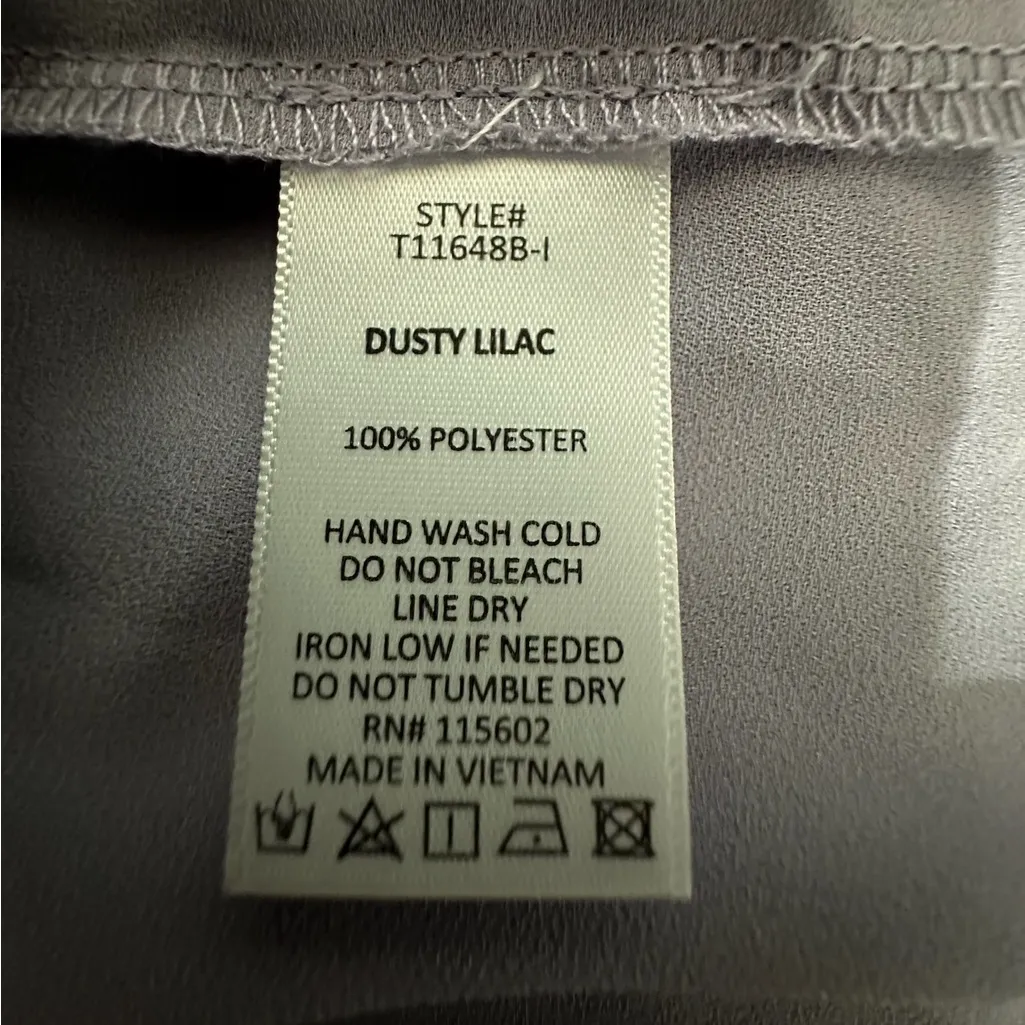 STYLE#
T11648B-I
DUSTY LILAC
100% POLYESTER
HAND WASH COLD
DO NOT BLEACH
LINE DRY
IRON LOW IF NEEDED
DO NOT TUMBLE DRY
RN# 115602
MADE IN VIETNAM